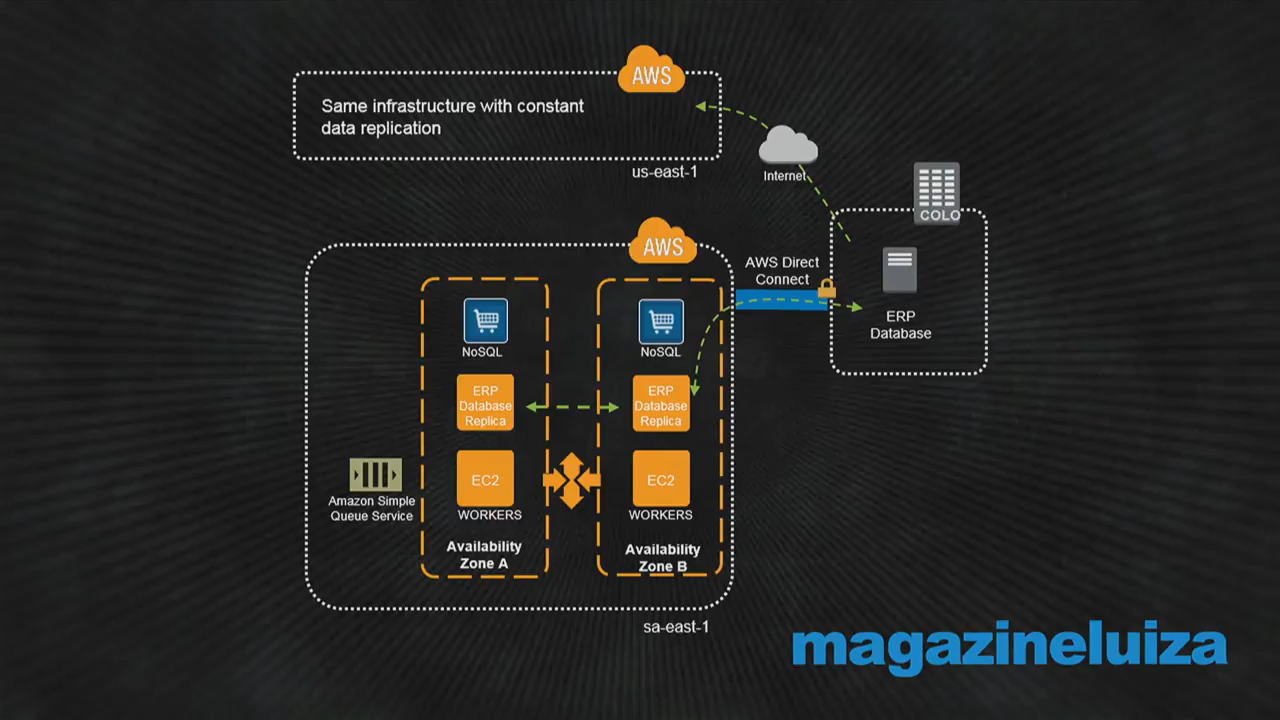 AWS
Same infrastructure with constant
data replication
us-east-1
Internet
COLO
AWS
AWS Direct
Connect
ERP
Database
NoSQL
NoSQL
ERP
Database
Replica
ERP
Database
Replica
EC2
EC2
Amazon Simple
Queue Service
WORKERS
WORKERS
Availability
Zone A
Availability
Zone B
sa-east-1
magazineluiza